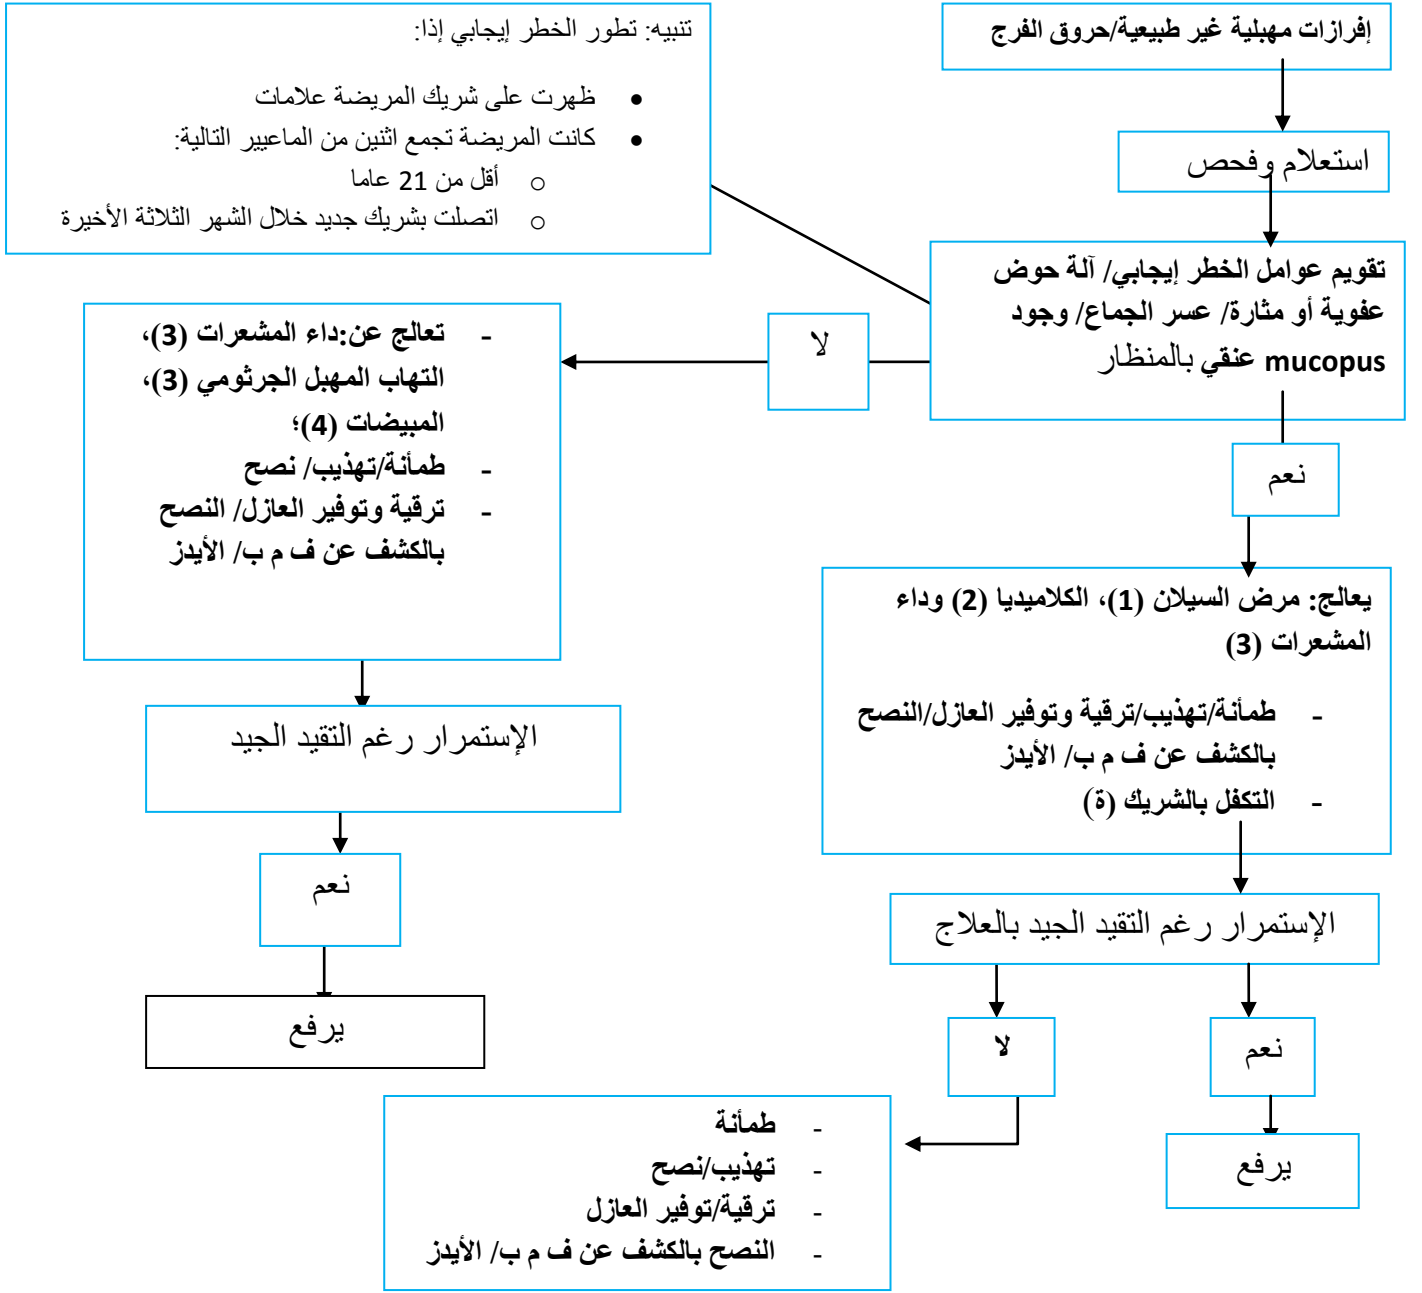 إفرازات مهبلية غير طبيعية/حروق الفرج
استعلام وفحص
تنبيه: تطور الخطر إيجابي إذا:
• ظهرت على شريك المريضة علامات
• كانت المريضة تجمع اثنين من الماعيير التالية:
o أقل من 21 عاما
o اتصلت بشريك جديد خلال الشهر الثلاثة الأخيرة
تقويم عوامل الخطر إيجابي/ آلة حوض
عفوية أو مثارة/ عسر الجماع/ وجود
mucopus عنقي بالمنظار
لا
- تعالج عن:داء المشعرات (3)،
التهاب المهبل الجرثومي (3)،
المبيضات (4)؛
- طمأنة/تهذيب/ نصح
- ترقية وتوفير العازل/ النصح
بالكشف عن ف م ب/ الأيدز
الإستمرار رغم التقيد الجيد
نعم
يرفع
نعم
يعالج: مرض السيلان (1)، الكلاميديا (2) وداء
المشعرات (3)
- طمأنة/تهذيب/ترقية وتوفير العازل/النصح
بالكشف عن ف م ب/ الأيدز
- التكفل بالشريك (ة)
الإستمرار رغم التقيد الجيد بالعلاج
نعم
يرفع
لا
- طمأنة
- تهذيب/نصح
- ترقية/توفير العازل
- النصح بالكشف عن ف م ب/ الأيدز